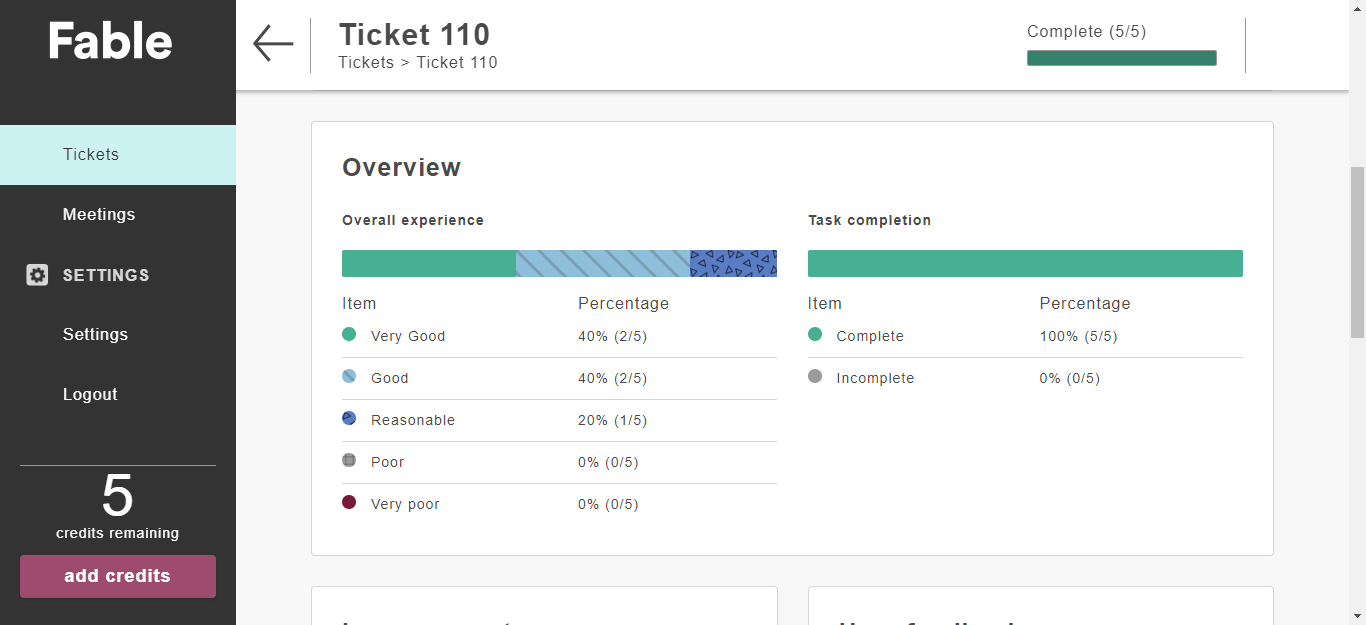 Fable
Tickets
Meetings
SETTINGS
Settings
Logout
5
credits remaining
add credits
Ticket 110
Tickets > Ticket 110
Complete (5/5)
Overview
Overall experience
Item Percentage
Very Good 40% (2/5)
Good 40% (2/5)
Reasonable 20% (1/5)
Poor 0% (0/5)
Very poor 0% (0/5)
Task completion
Item Percentage
Complete 100% (5/5)
Incomplete 0% (0/5)